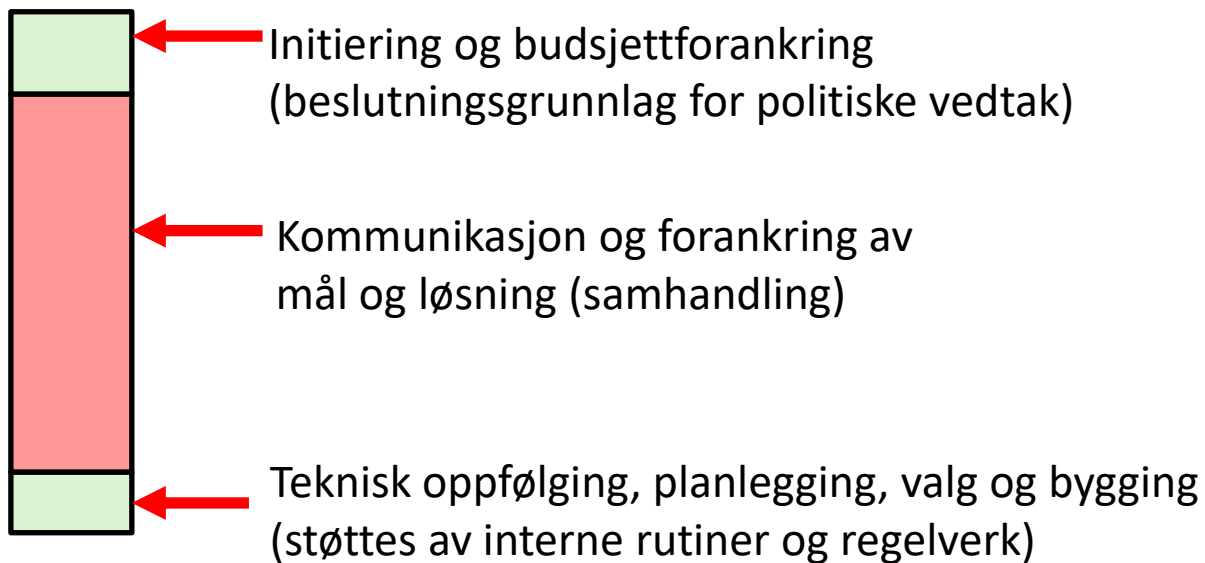 Initiering og budsjettforankring
(beslutningsgrunnlag for politiske vedtak)
Kommunikasjon og forankring av
mål og løsning (samhandling)
Teknisk oppfølging, planlegging, valg og bygging
(støttes av interne rutiner og regelverk)